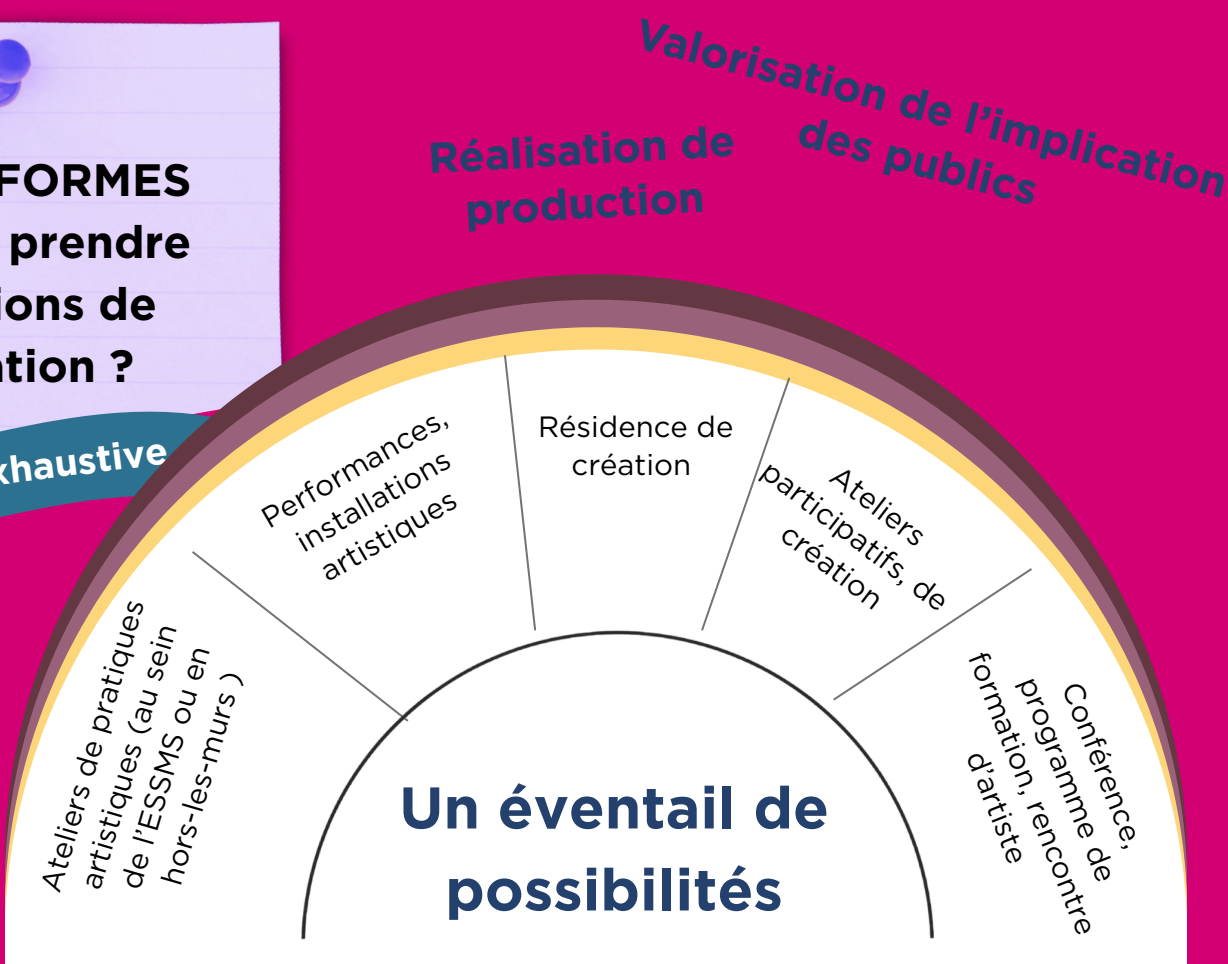 FORMES
prendre
ions de
ation ?
xhaustive
Valorisation de l'implication
des publics
Réalisation de
production
Ateliers de pratiques
artistiques (au sein
de l'ESSMS ou en
hors-les-murs )
Performances,
installations
artistiques
Résidence de
création
Ateliers
participatifs, de
création
Conférence,
programme de
formation, rencontre
d'artiste
Un éventail de
possibilités